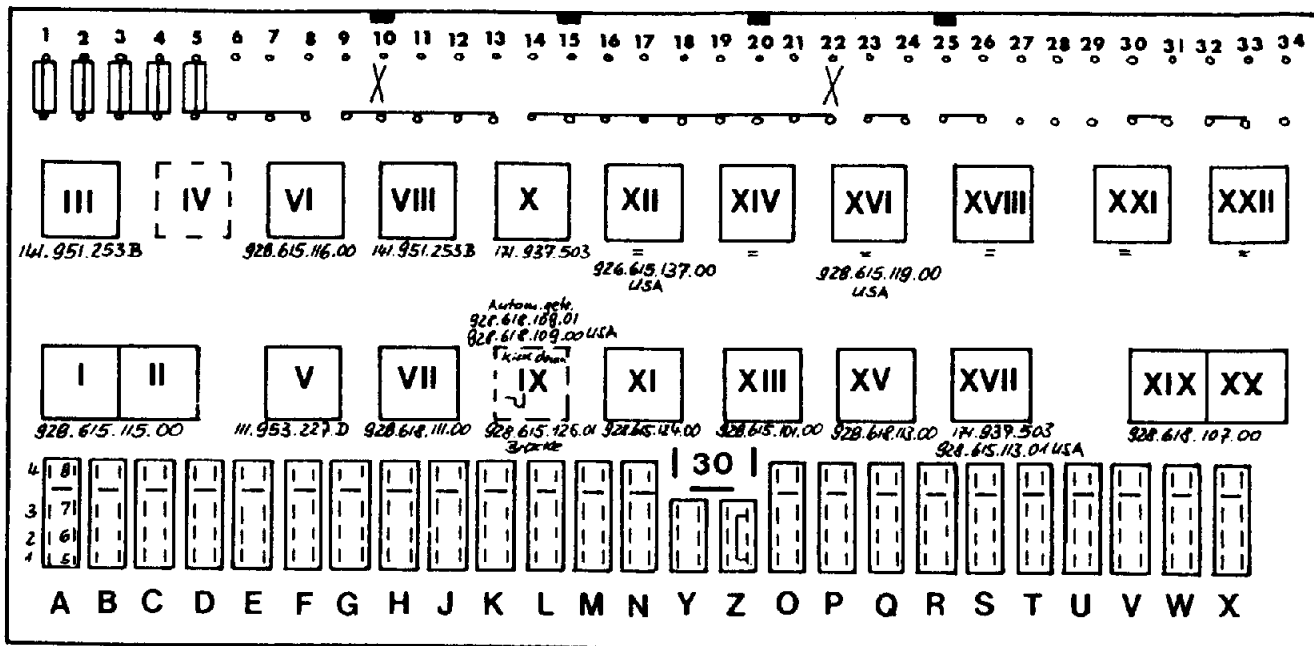 1 2 3 4 5 6 7 8 9 10 11 12 13 14 15 16 17 18 19 20 21 22 23 24 25 26 27 28 29 30 31 32 33 34
III IV VI VIII X XII XIV XVI XVIII XXI XXII
141.951.253B 928.615.116.00 141.951.253B 171.937.503 = = = = = =
928.615.137.00 928.615.119.00
USA USA
Autom. getr.
928.618.109.01
928.618.109.00 USA
Kick down
I II V VII IX XI XIII XV XVII XIX XX
928.615.115.00 111.953.227.D 928.618.111.00 928.615.126.01 928.615.124.00 928.615.101.00 928.618.113.00 171.937.503 928.618.107.00
Brücke 928.615.113.01 USA
4 8 30
3 7
2 6
1 5
A B C D E F G H J K L M N Y Z O P Q R S T U V W X